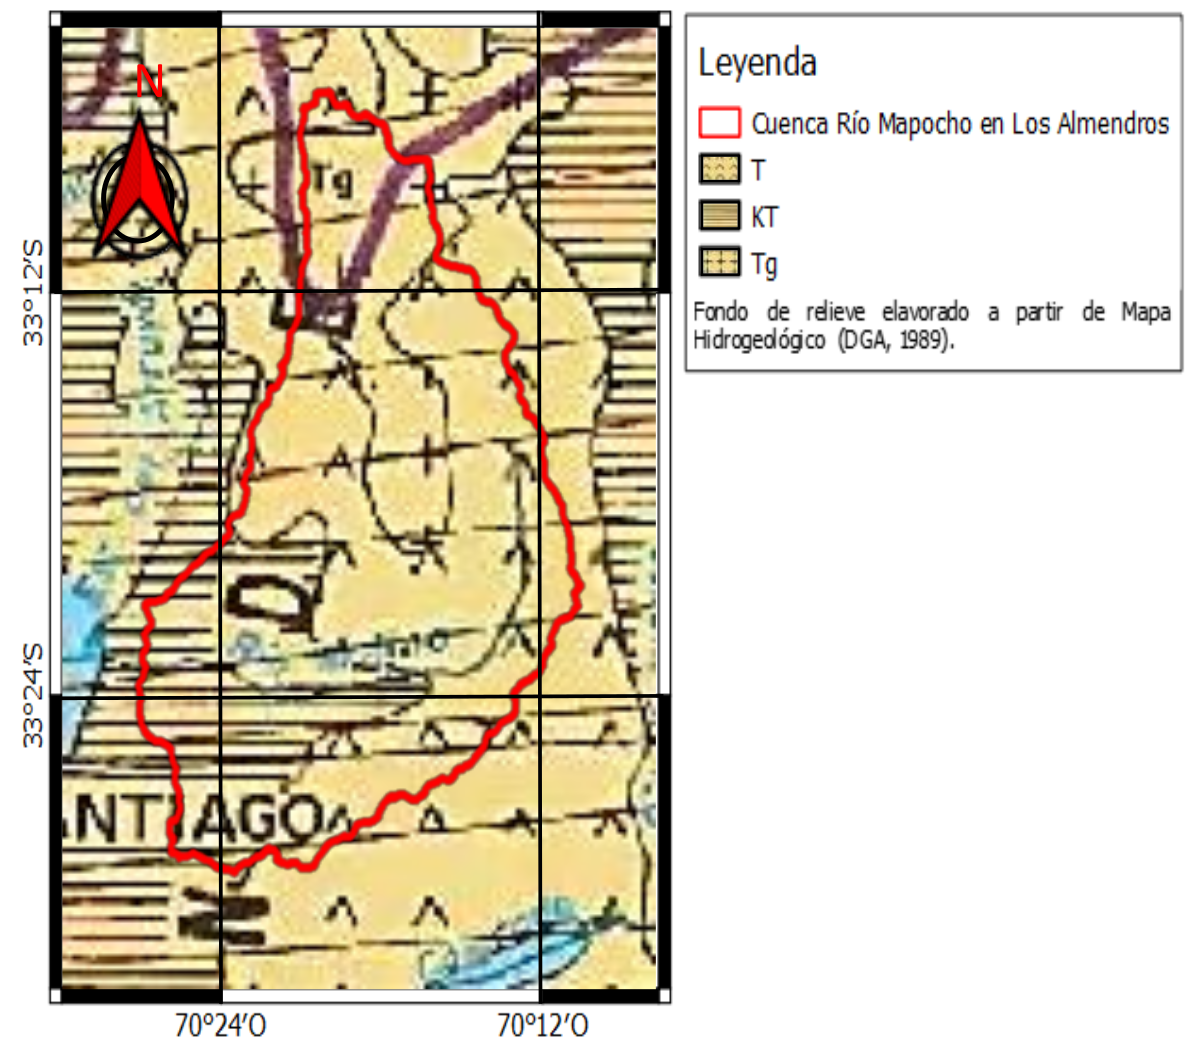 N
Tg
D
ANTIAGO
N
33°12'S
33°24'S
70°24'O
70°12'O
Leyenda
Cuenca Río Mapocho en Los Almendros
T
KT
Tg
Fondo de relieve elavorado a partir de Mapa
Hidrogeológico (DGA, 1989).